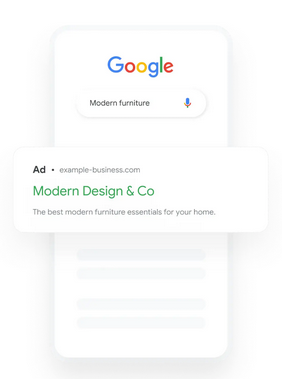 Google
Modern furniture
Ad • example-business.com
Modern Design & Co
The best modern furniture essentials for your home.